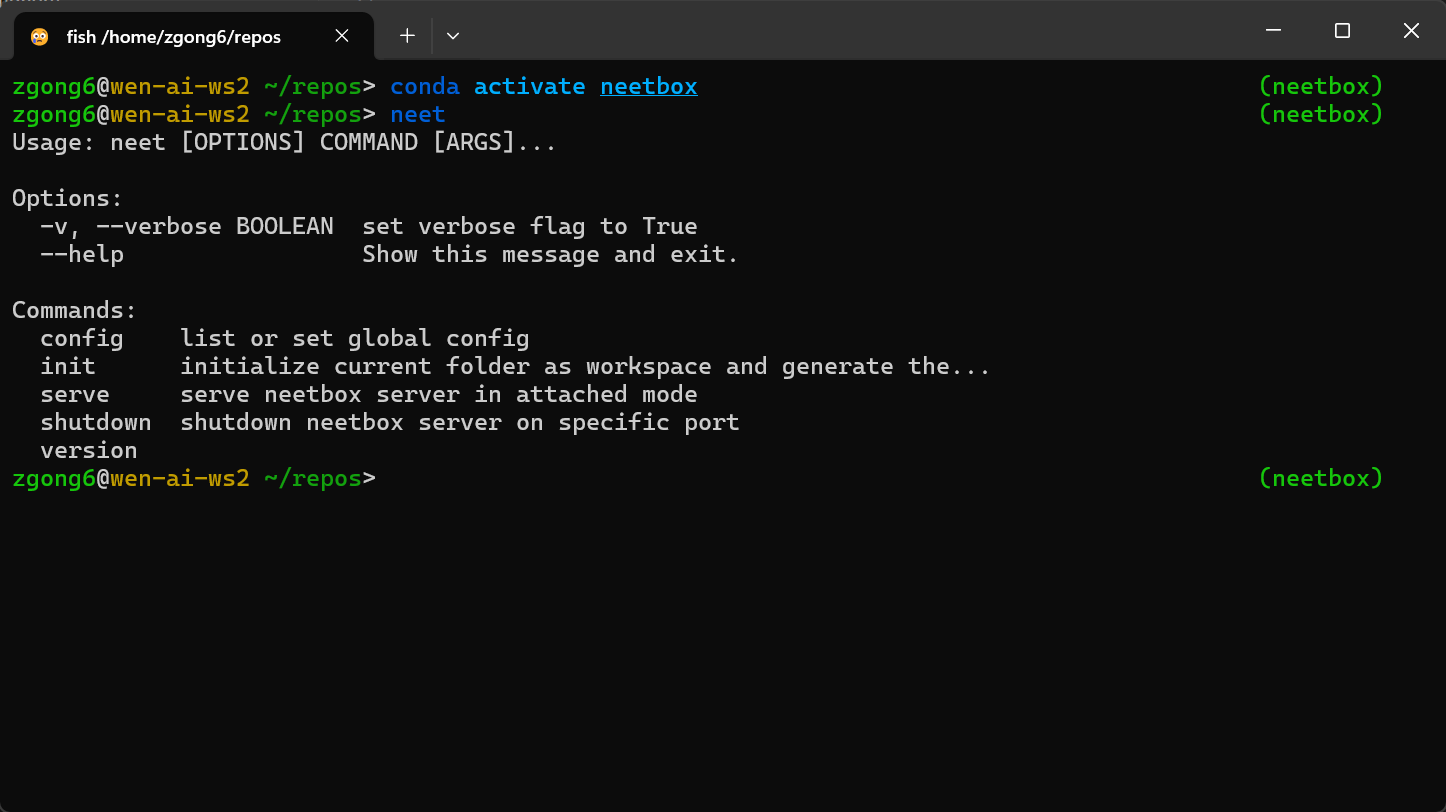 fish /home/zgong6/repos
zgong6@wen-ai-ws2 ~/repos> conda activate neetbox (neetbox)
zgong6@wen-ai-ws2 ~/repos> neet (neetbox)
Usage: neet [OPTIONS] COMMAND [ARGS]...
Options:
  -v, --verbose BOOLEAN  set verbose flag to True
  --help                 Show this message and exit.
Commands:
  config    list or set global config
  init      initialize current folder as workspace and generate the...
  serve     serve neetbox server in attached mode
  shutdown  shutdown neetbox server on specific port
  version
zgong6@wen-ai-ws2 ~/repos> (neetbox)